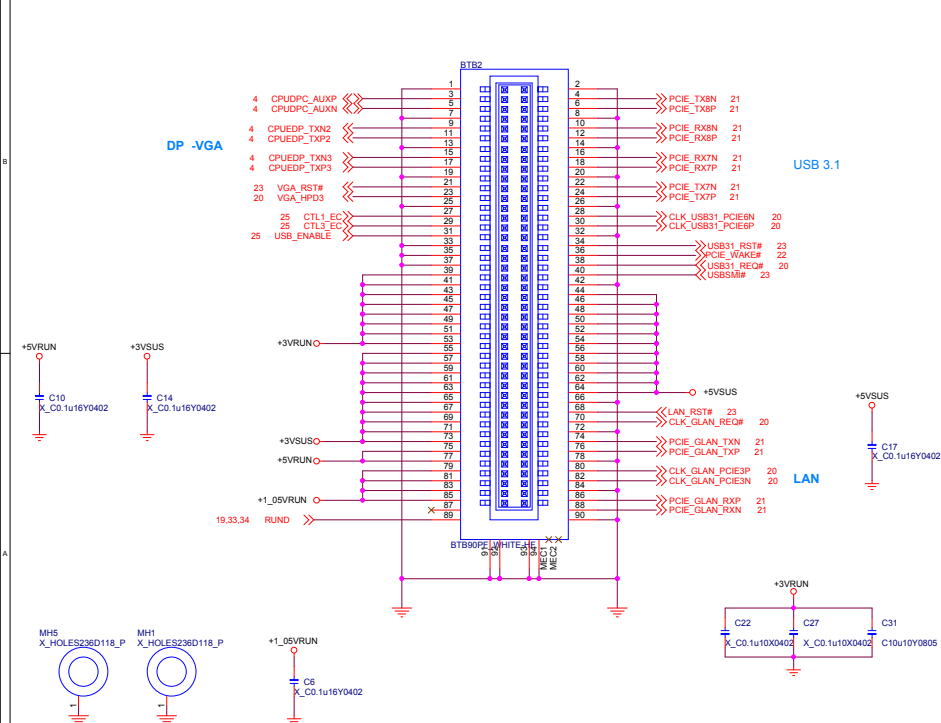 BTB2
1 2
4 CPUDPC_AUXP 3 4 PCIE_TX8N 21
4 CPUDPC_AUXN 5 6 PCIE_TX8P 21
7 8
4 CPUEDP_TXN2 9 10 PCIE_RX8N 21
4 CPUEDP_TXP2 11 12 PCIE_RX8P 21
DP -VGA
13 14
4 CPUEDP_TXN3 15 16 PCIE_RX7N 21
4 CPUEDP_TXP3 17 18 PCIE_RX7P 21
USB 3.1
B
19 20
23 VGA_RST# 21 22 PCIE_TX7N 21
20 VGA_HPD3 23 24 PCIE_TX7P 21
25 26
25 CTL1_EC 27 28 CLK_USB31_PCIE6N 20
25 CTL3_EC 29 30 CLK_USB31_PCIE6P 20
25 USB_ENABLE 31 32
33 34 USB31_RST# 23
35 36 PCIE_WAKE# 22
37 38 USB31_REQ# 20
39 40 USBSMI# 23
41 42
43 44
45 46
47 48
49 50
51 52
+3VRUN 53 54
55 56
57 58
59 60
61 62
63 64 +5VSUS
65 66
67 68 LAN_RST# 23
69 70 CLK_GLAN_REQ# 20
71 72
+3VSUS 73 74 PCIE_GLAN_TXN 21
75 76 PCIE_GLAN_TXP 21
+5VRUN 77 78
79 80 CLK_GLAN_PCIE3P 20
81 82 CLK_GLAN_PCIE3N 20
LAN
83 84
+1_05VRUN 85 86 PCIE_GLAN_RXP 21
87 88 PCIE_GLAN_RXN 21
19,33,34 RUND 89 90
BTB90PF_WHITE-HF
91 92 93 94 MEC1 MEC2
A
+5VRUN
C10
X_C0.1u16Y0402
+3VSUS
C14
X_C0.1u16Y0402
+5VSUS
C17
X_C0.1u16Y0402
MH5
X_HOLES236D118_P
1
MH1
X_HOLES236D118_P
1
+1_05VRUN
C6
X_C0.1u16Y0402
+3VRUN
C22 C27 C31
X_C0.1u10X0402 X_C0.1u10X0402 C10u10Y0805